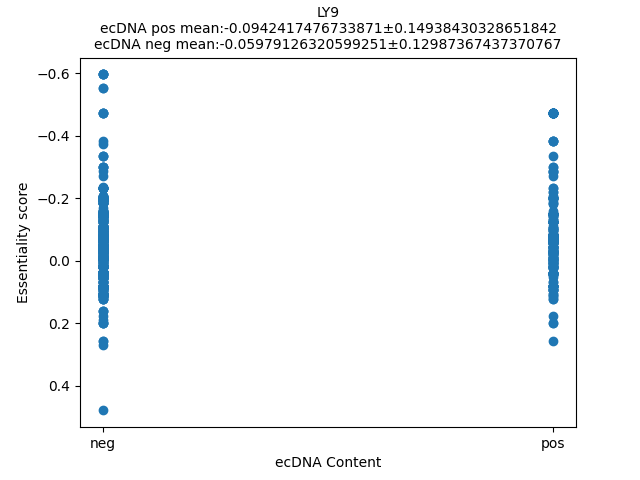 LY9
ecDNA pos mean:-0.0942417476733871±0.14938430328651842
ecDNA neg mean:-0.05979126320599251±0.12987367437370767
−0.6
−0.4
−0.2
0.0
0.2
0.4
Essentiality score
neg
pos
ecDNA Content